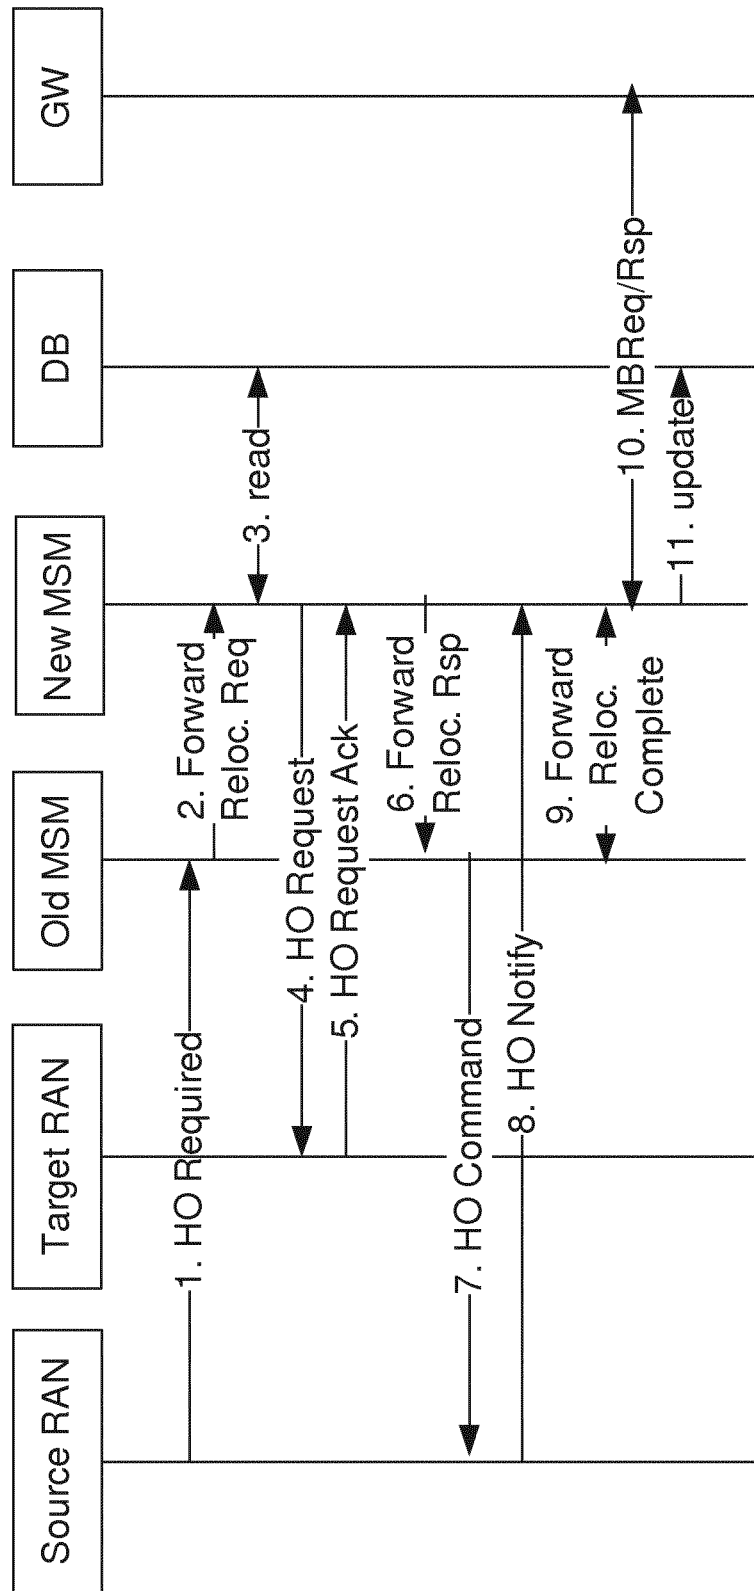 Source RAN
Target RAN
Old MSM
New MSM
DB
GW
1. HO Required
2. Forward
Reloc. Req
3. read
4. HO Request
5. HO Request Ack
6. Forward
Reloc. Rsp
7. HO Command
8. HO Notify
9. Forward
Reloc.
Complete
10. MBReq/Rsp
11. update